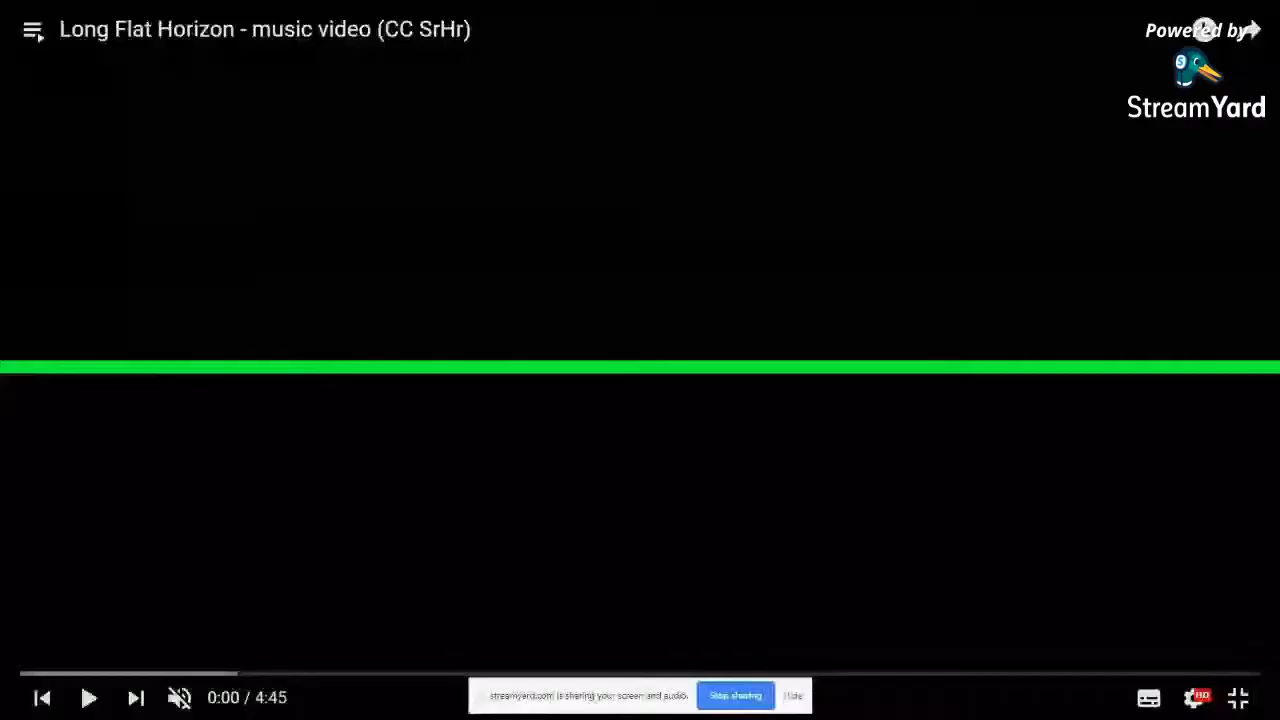 Long Flat Horizon - music video (CC SrHr)
Powered by
StreamYard
0:00 / 4:45
streamyard.com is sharing your screen and audio.
Stop sharing
Hide
HD